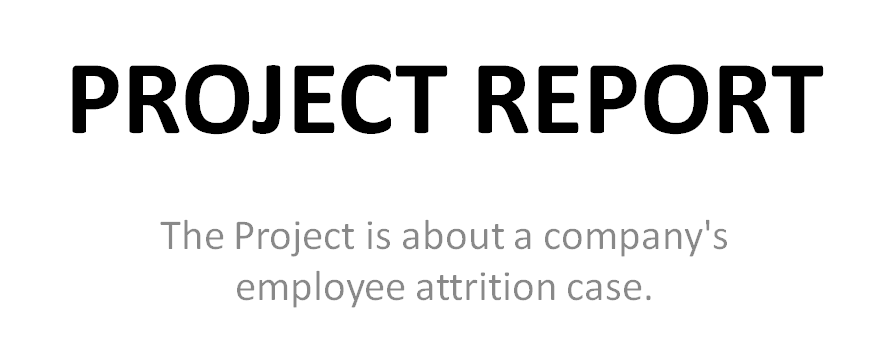 PROJECT REPORT
The Project is about a company's
employee attrition case.